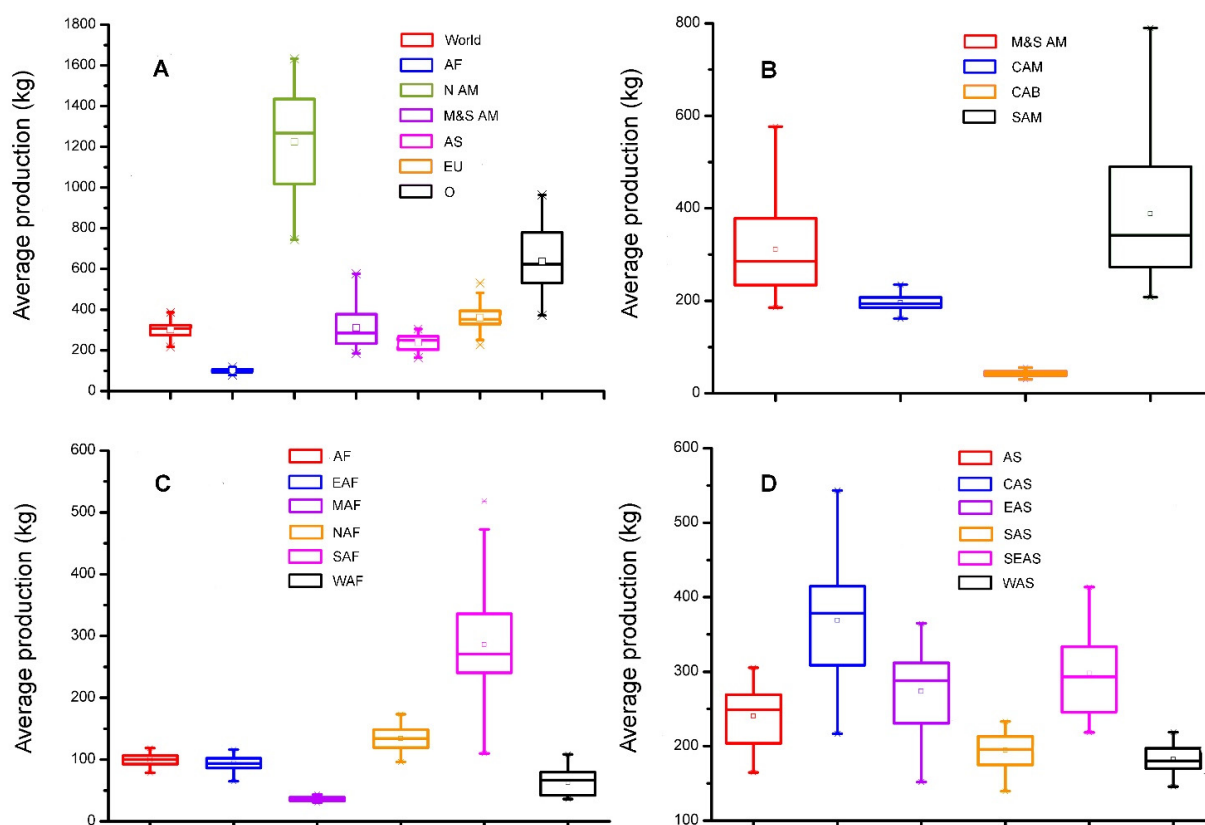 A
Average production (kg)
1800
1600
1400
1200
1000
800
600
400
200
0
World
AF
N AM
M&S AM
AS
EU
O
B
Average production (kg)
800
600
400
200
0
M&S AM
CAM
CAB
SAM
C
Average production (kg)
600
500
400
300
200
100
0
AF
EAF
MAF
NAF
SAF
WAF
D
Average production (kg)
600
500
400
300
200
100
AS
CAS
EAS
SAS
SEAS
WAS